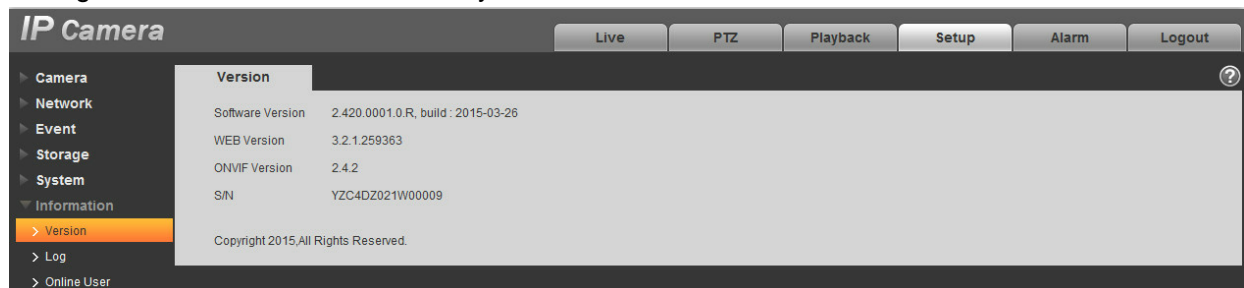 IP Camera
Live PTZ Playback Setup Alarm Logout
Camera
Network
Event
Storage
System
Information
Version
Log
Online User
Version
?
Software Version 2.420.0001.0.R, build : 2015-03-26
WEB Version 3.2.1.259363
ONVIF Version 2.4.2
S/N YZC4DZ021W00009
Copyright 2015,All Rights Reserved.